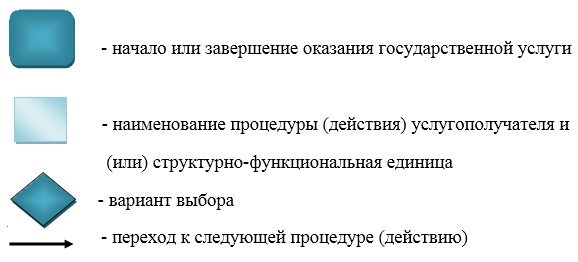 - начало или завершение оказания государственной услуги
- наименование процедуры (действия) услугополучателя и
(или) структурно-функциональная единица
- вариант выбора
- переход к следующей процедуре (действию)